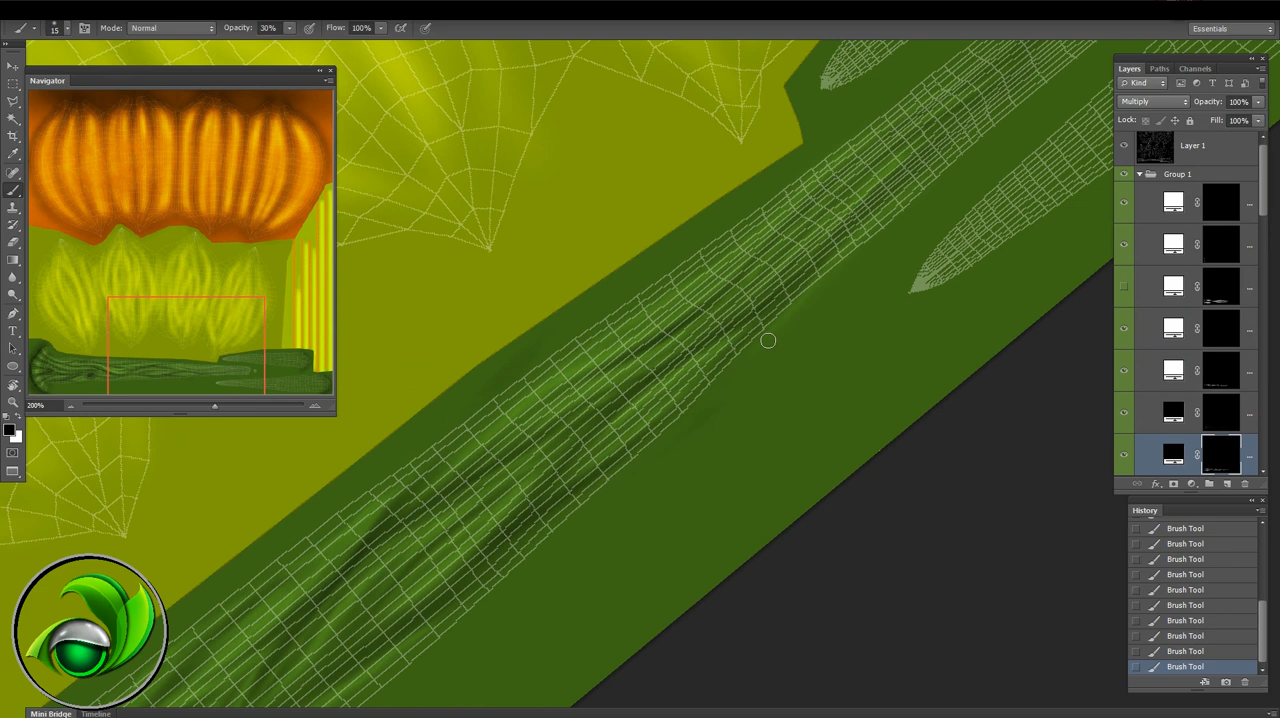 15 Mode: Normal Opacity: 30% Flow: 100% Essentials
Navigator
200%
Layers Paths Channels
Kind
Multiply Opacity: 100%
Lock: Fill: 100%
Layer 1
Group 1
...
...
...
...
...
...
...
History
Brush Tool
Brush Tool
Brush Tool
Brush Tool
Brush Tool
Brush Tool
Brush Tool
Brush Tool
Brush Tool
Brush Tool
Mini Bridge Timeline